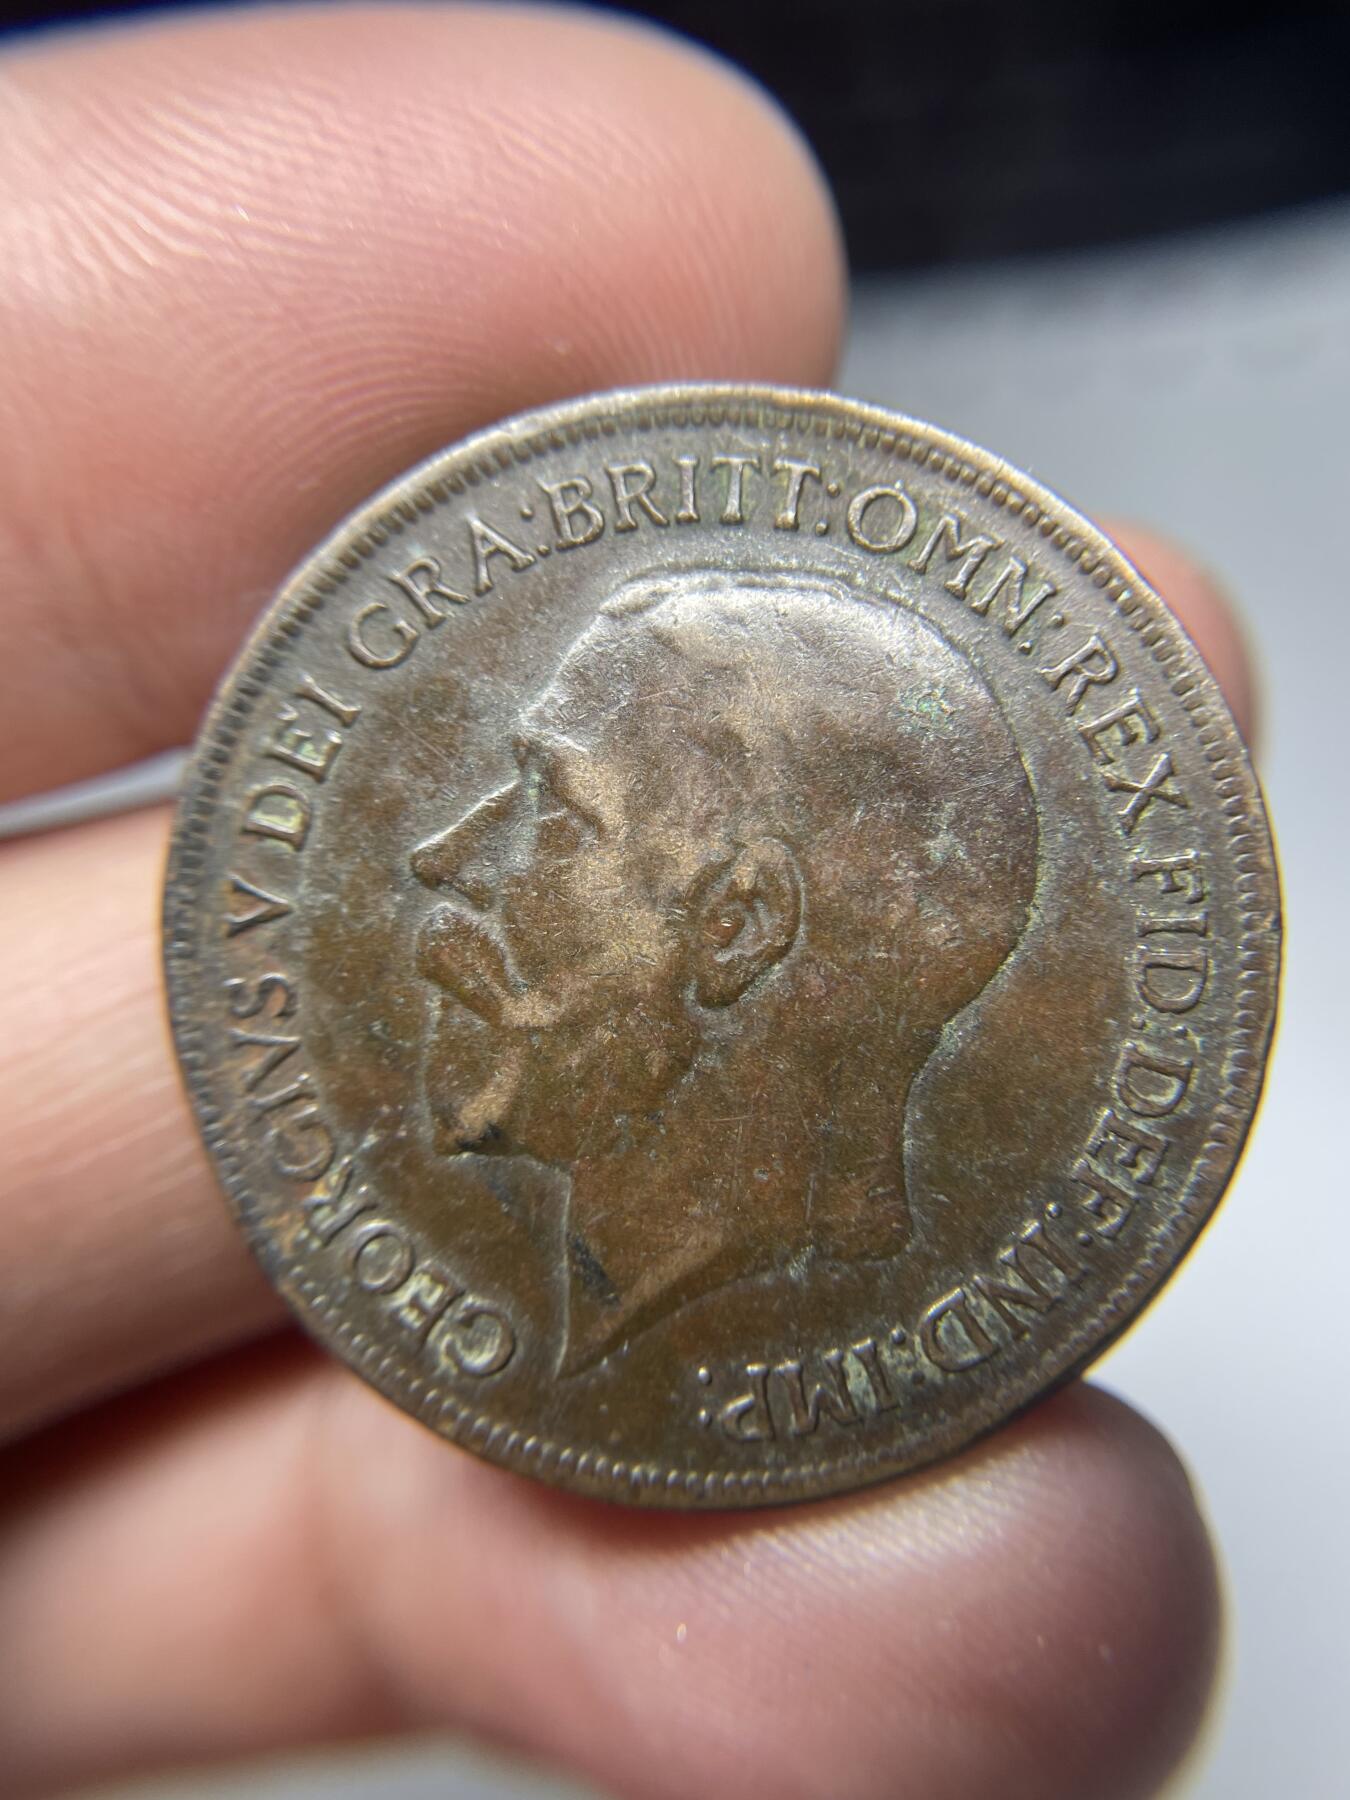 GEORGIVS V DEI GRA:BRITT:OMN:REX FID:DEF:IND:IMP: